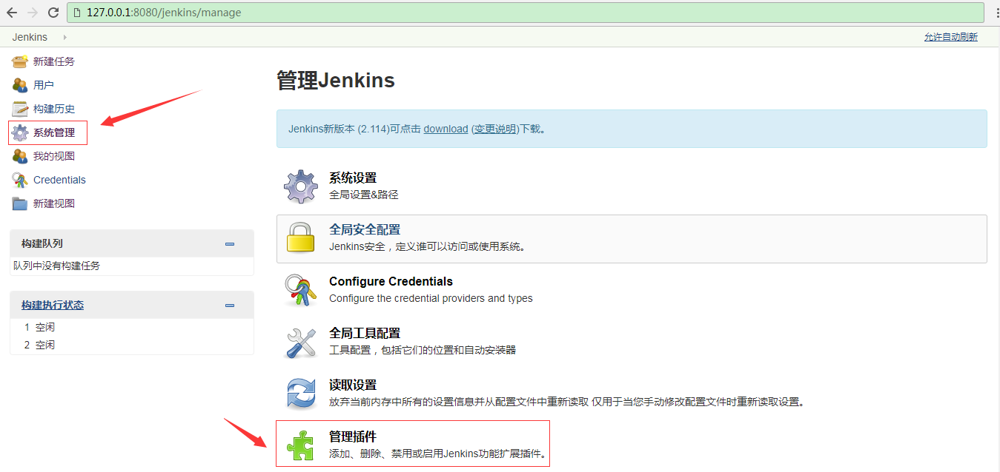 127.0.0.1:8080/jenkins/manage
Jenkins
允许自动刷新
新建任务
用户
构建历史
系统管理
我的视图
Credentials
新建视图
构建队列
队列中没有构建任务
构建执行状态
1 空闲
2 空闲
管理Jenkins
Jenkins新版本 (2.114)可点击 download (变更说明)下载。
系统设置
全局设置&路径
全局安全配置
Jenkins安全，定义谁可以访问或使用系统。
Configure Credentials
Configure the credential providers and types
全局工具配置
工具配置，包括它们的位置和自动安装器
读取设置
放弃当前内存中所有的设置信息并从配置文件中重新读取 仅用于当您手动修改配置文件时重新读取设置。
管理插件
添加、删除、禁用或启用Jenkins功能扩展插件。